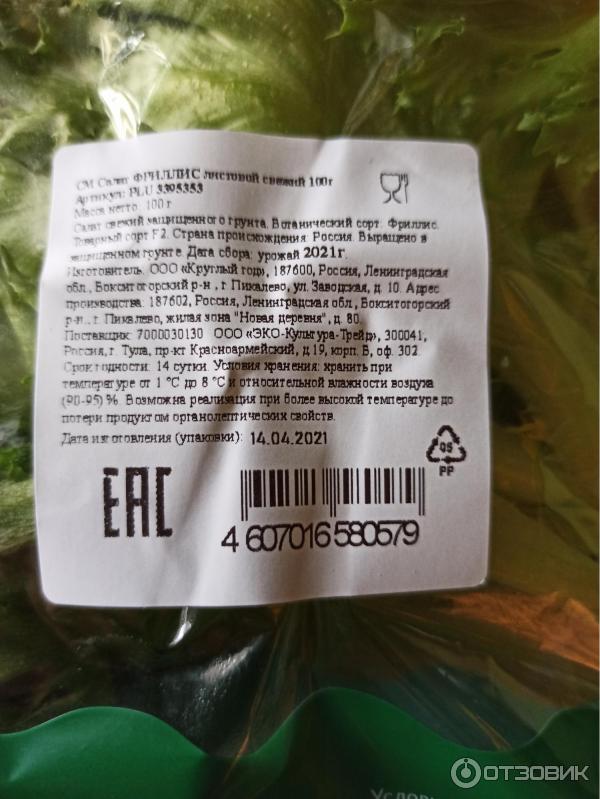 СМ Салат ФРИЛЛИС листовой свежий 100г
Артикул: PLU 3395353
Масса нетто: 100 г
Салат свежий защищенного грунта. Ботанический сорт: Фриллис.
Товарный сорт F2. Страна происхождения: Россия. Выращено в
защищенном грунте. Дата сбора: урожай 2021г.
Изготовитель: ООО «Круглый год», 187600, Россия, Ленинградская
обл., Бокситогорский р-н., г. Пикалево, ул. Заводская, д. 10. Адрес
производства: 187602, Россия, Ленинградская обл., Бокситогорский
р-н., г. Пикалево, жилая зона "Новая деревня", д. 80.
Поставщик: 7000030130 ООО «ЭКО-Культура-Трейд», 300041,
Россия, г. Тула, пр-кт Красноармейский, д 19, корп. В, оф. 302.
Срок годности: 14 сутки. Условия хранения: хранить при
температуре от 1 °С до 8 °С и относительной влажности воздуха
(90-95) %. Возможна реализация при более высокой температуре до
потери продуктом органолептических свойств.
Дата изготовления (упаковки): 14.04.2021
05
PP
EAC
4 607016 580579
Услов
ОТЗОВИК